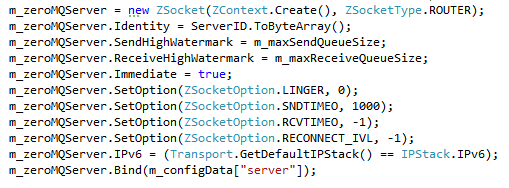 m_zeroMQServer = new ZSocket(ZContext.Create(), ZSocketType.ROUTER);
m_zeroMQServer.Identity = ServerID.ToByteArray();
m_zeroMQServer.SendHighWatermark = m_maxSendQueueSize;
m_zeroMQServer.ReceiveHighWatermark = m_maxReceiveQueueSize;
m_zeroMQServer.Immediate = true;
m_zeroMQServer.SetOption(ZSocketOption.LINGER, 0);
m_zeroMQServer.SetOption(ZSocketOption.SNDTIMEO, 1000);
m_zeroMQServer.SetOption(ZSocketOption.RCVTIMEO, -1);
m_zeroMQServer.SetOption(ZSocketOption.RECONNECT_IVL, -1);
m_zeroMQServer.IPv6 = (Transport.GetDefaultIPStack() == IPStack.IPv6);
m_zeroMQServer.Bind(m_configData["server"]);